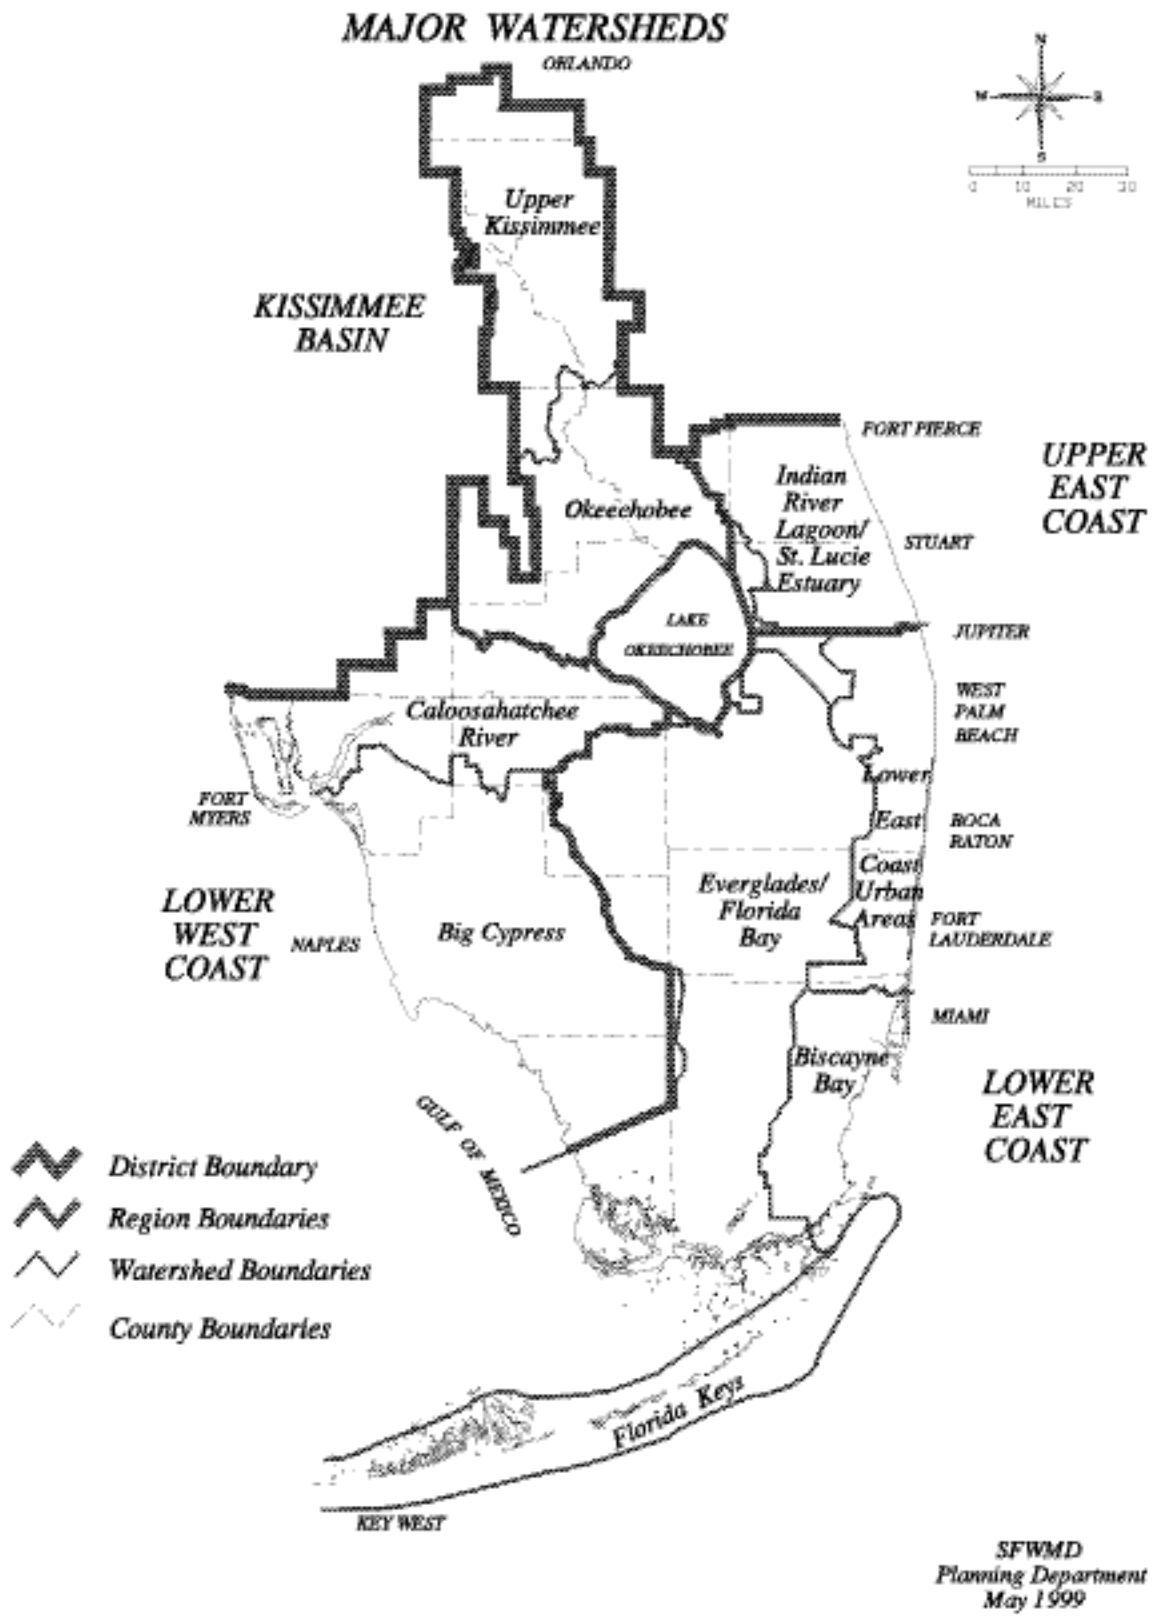 MAJOR WATERSHEDS
ORLANDO
N
W
E
S
0 10 20 30
MILES
Upper
Kissimmee
KISSIMMEE
BASIN
FORT PIERCE
UPPER
EAST
COAST
Indian
River
Lagoon/
St. Lucie
Estuary
Okeechobee
STUART
LAKE
OKEECHOBEE
JUPITER
WEST
PALM
BEACH
Caloosahatchee
River
Lower
East
Coast
Urban
Areas
FORT
MYERS
BOCA
RATON
Everglades/
Florida
Bay
LOWER
WEST
COAST
NAPLES
Big Cypress
FORT
LAUDERDALE
MIAMI
Biscayne
Bay
LOWER
EAST
COAST
GULF OF MEXICO
District Boundary
Region Boundaries
Watershed Boundaries
County Boundaries
Florida Keys
KEY WEST
SFWMD
Planning Department
May 1999